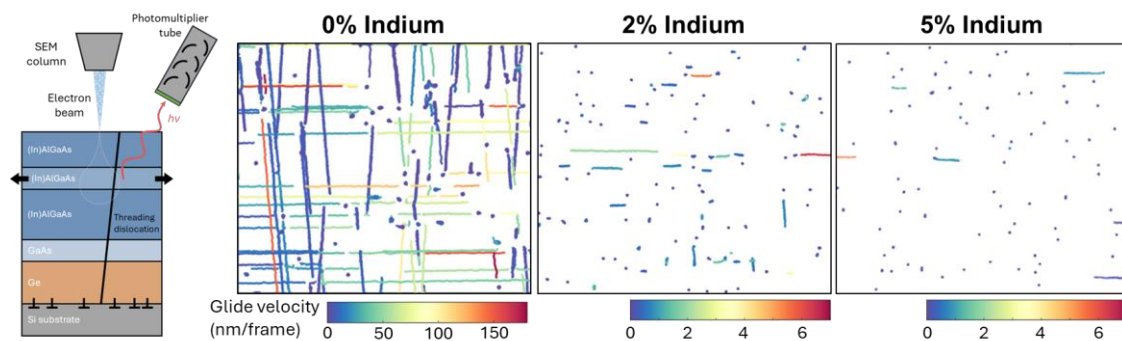 SEM
column
Photomultiplier
tube
Electron
beam
hν
(In)AlGaAs
(In)AlGaAs
(In)AlGaAs
Threading
dislocation
GaAs
Ge
Si substrate
0% Indium
2% Indium
5% Indium
Glide velocity
(nm/frame)
0 50 100 150
0 2 4 6
0 2 4 6